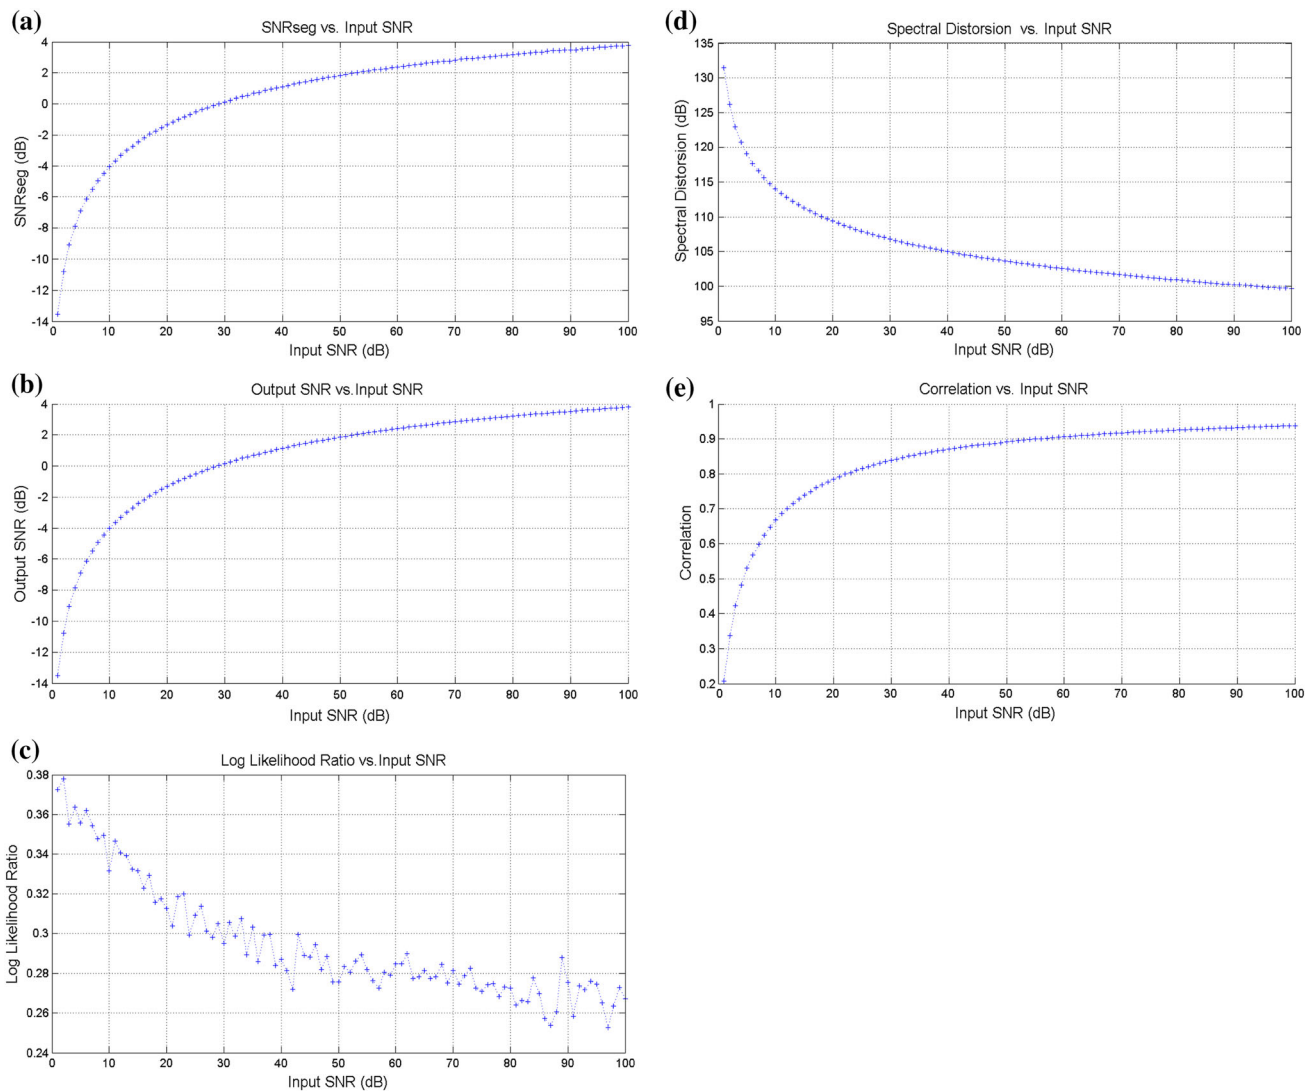 (a)
SNRseg vs. Input SNR
SNRseg (dB)
4
2
0
-2
-4
-6
-8
-10
-12
-14
0 10 20 30 40 50 60 70 80 90 100
Input SNR (dB)
(b)
Output SNR vs.Input SNR
Output SNR (dB)
4
2
0
-2
-4
-6
-8
-10
-12
-14
0 10 20 30 40 50 60 70 80 90 100
Input SNR (dB)
(c)
Log Likelihood Ratio vs.Input SNR
Log Likelihood Ratio
0.38
0.36
0.34
0.32
0.3
0.28
0.26
0.24
0 10 20 30 40 50 60 70 80 90 100
Input SNR (dB)
(d)
Spectral Distorsion vs. Input SNR
Spectral Distorsion (dB)
135
130
125
120
115
110
105
100
95
0 10 20 30 40 50 60 70 80 90 100
Input SNR (dB)
(e)
Correlation vs. Input SNR
Correlation
1
0.9
0.8
0.7
0.6
0.5
0.4
0.3
0.2
0 10 20 30 40 50 60 70 80 90 100
Input SNR (dB)